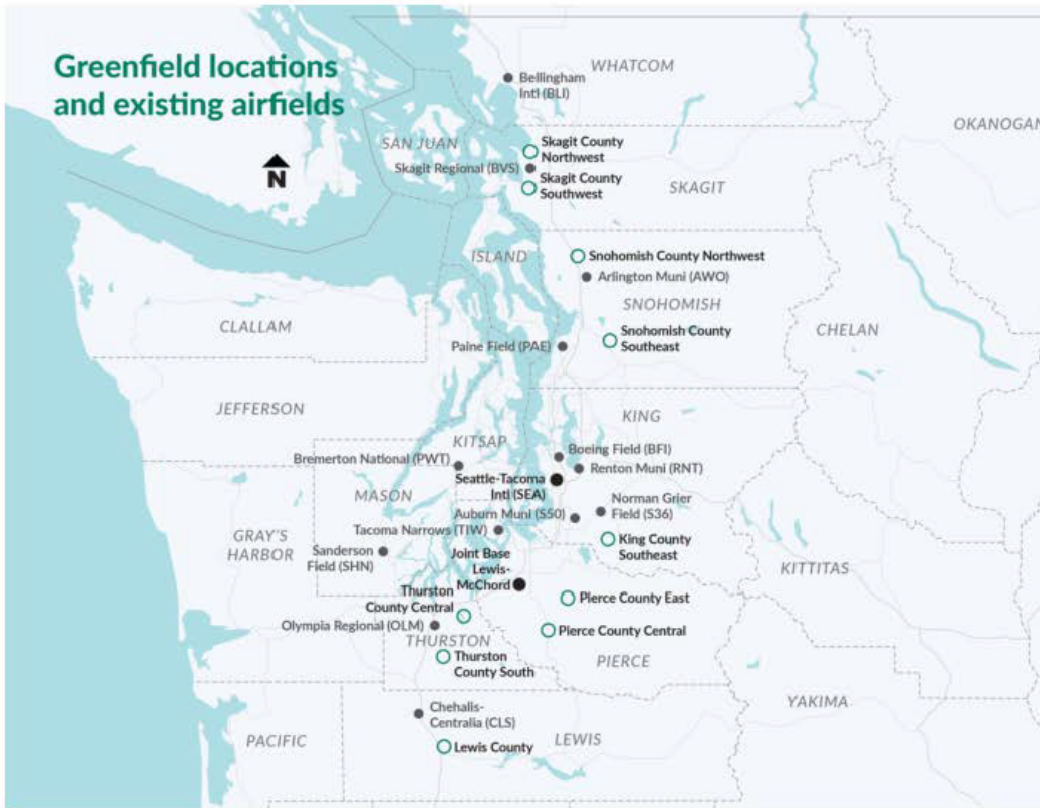 Greenfield locations
and existing airfields
N
WHATCOM
Bellingham
Intl (BLI)
OKANOGAN
SAN JUAN
Skagit County
Northwest
Skagit Regional (BVS)
Skagit County
Southwest
SKAGIT
ISLAND
Snohomish County Northwest
Arlington Muni (AWO)
SNOHOMISH
CLALLAM
Snohomish County
Southeast
CHELAN
Paine Field (PAE)
JEFFERSON
KING
KITSAP
Boeing Field (BFI)
Bremerton National (PWT)
Renton Muni (RNT)
Seattle-Tacoma
Intl (SEA)
MASON
Norman Grier
Field (S36)
Auburn Muni (S50)
Tacoma Narrows (TIW)
GRAY'S
HARBOR
King County
Southeast
Sanderson
Field (SHN)
Joint Base
Lewis-
McChord
KITTITAS
Thurston
County Central
Pierce County East
Olympia Regional (OLM)
Pierce County Central
THURSTON
Thurston
County South
PIERCE
YAKIMA
Chehalis-
Centralia (CLS)
PACIFIC
Lewis County
LEWIS